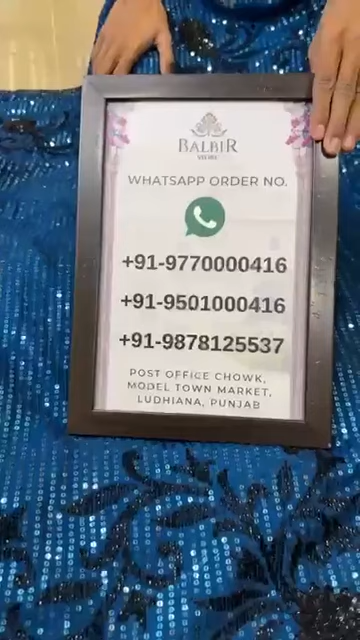 BALBIR
WHATSAPP ORDER NO.
+91-9770000416
+91-9501000416
+91-9878125537
POST OFFICE CHOWK,
MODEL TOWN MARKET,
LUDHIANA, PUNJAB